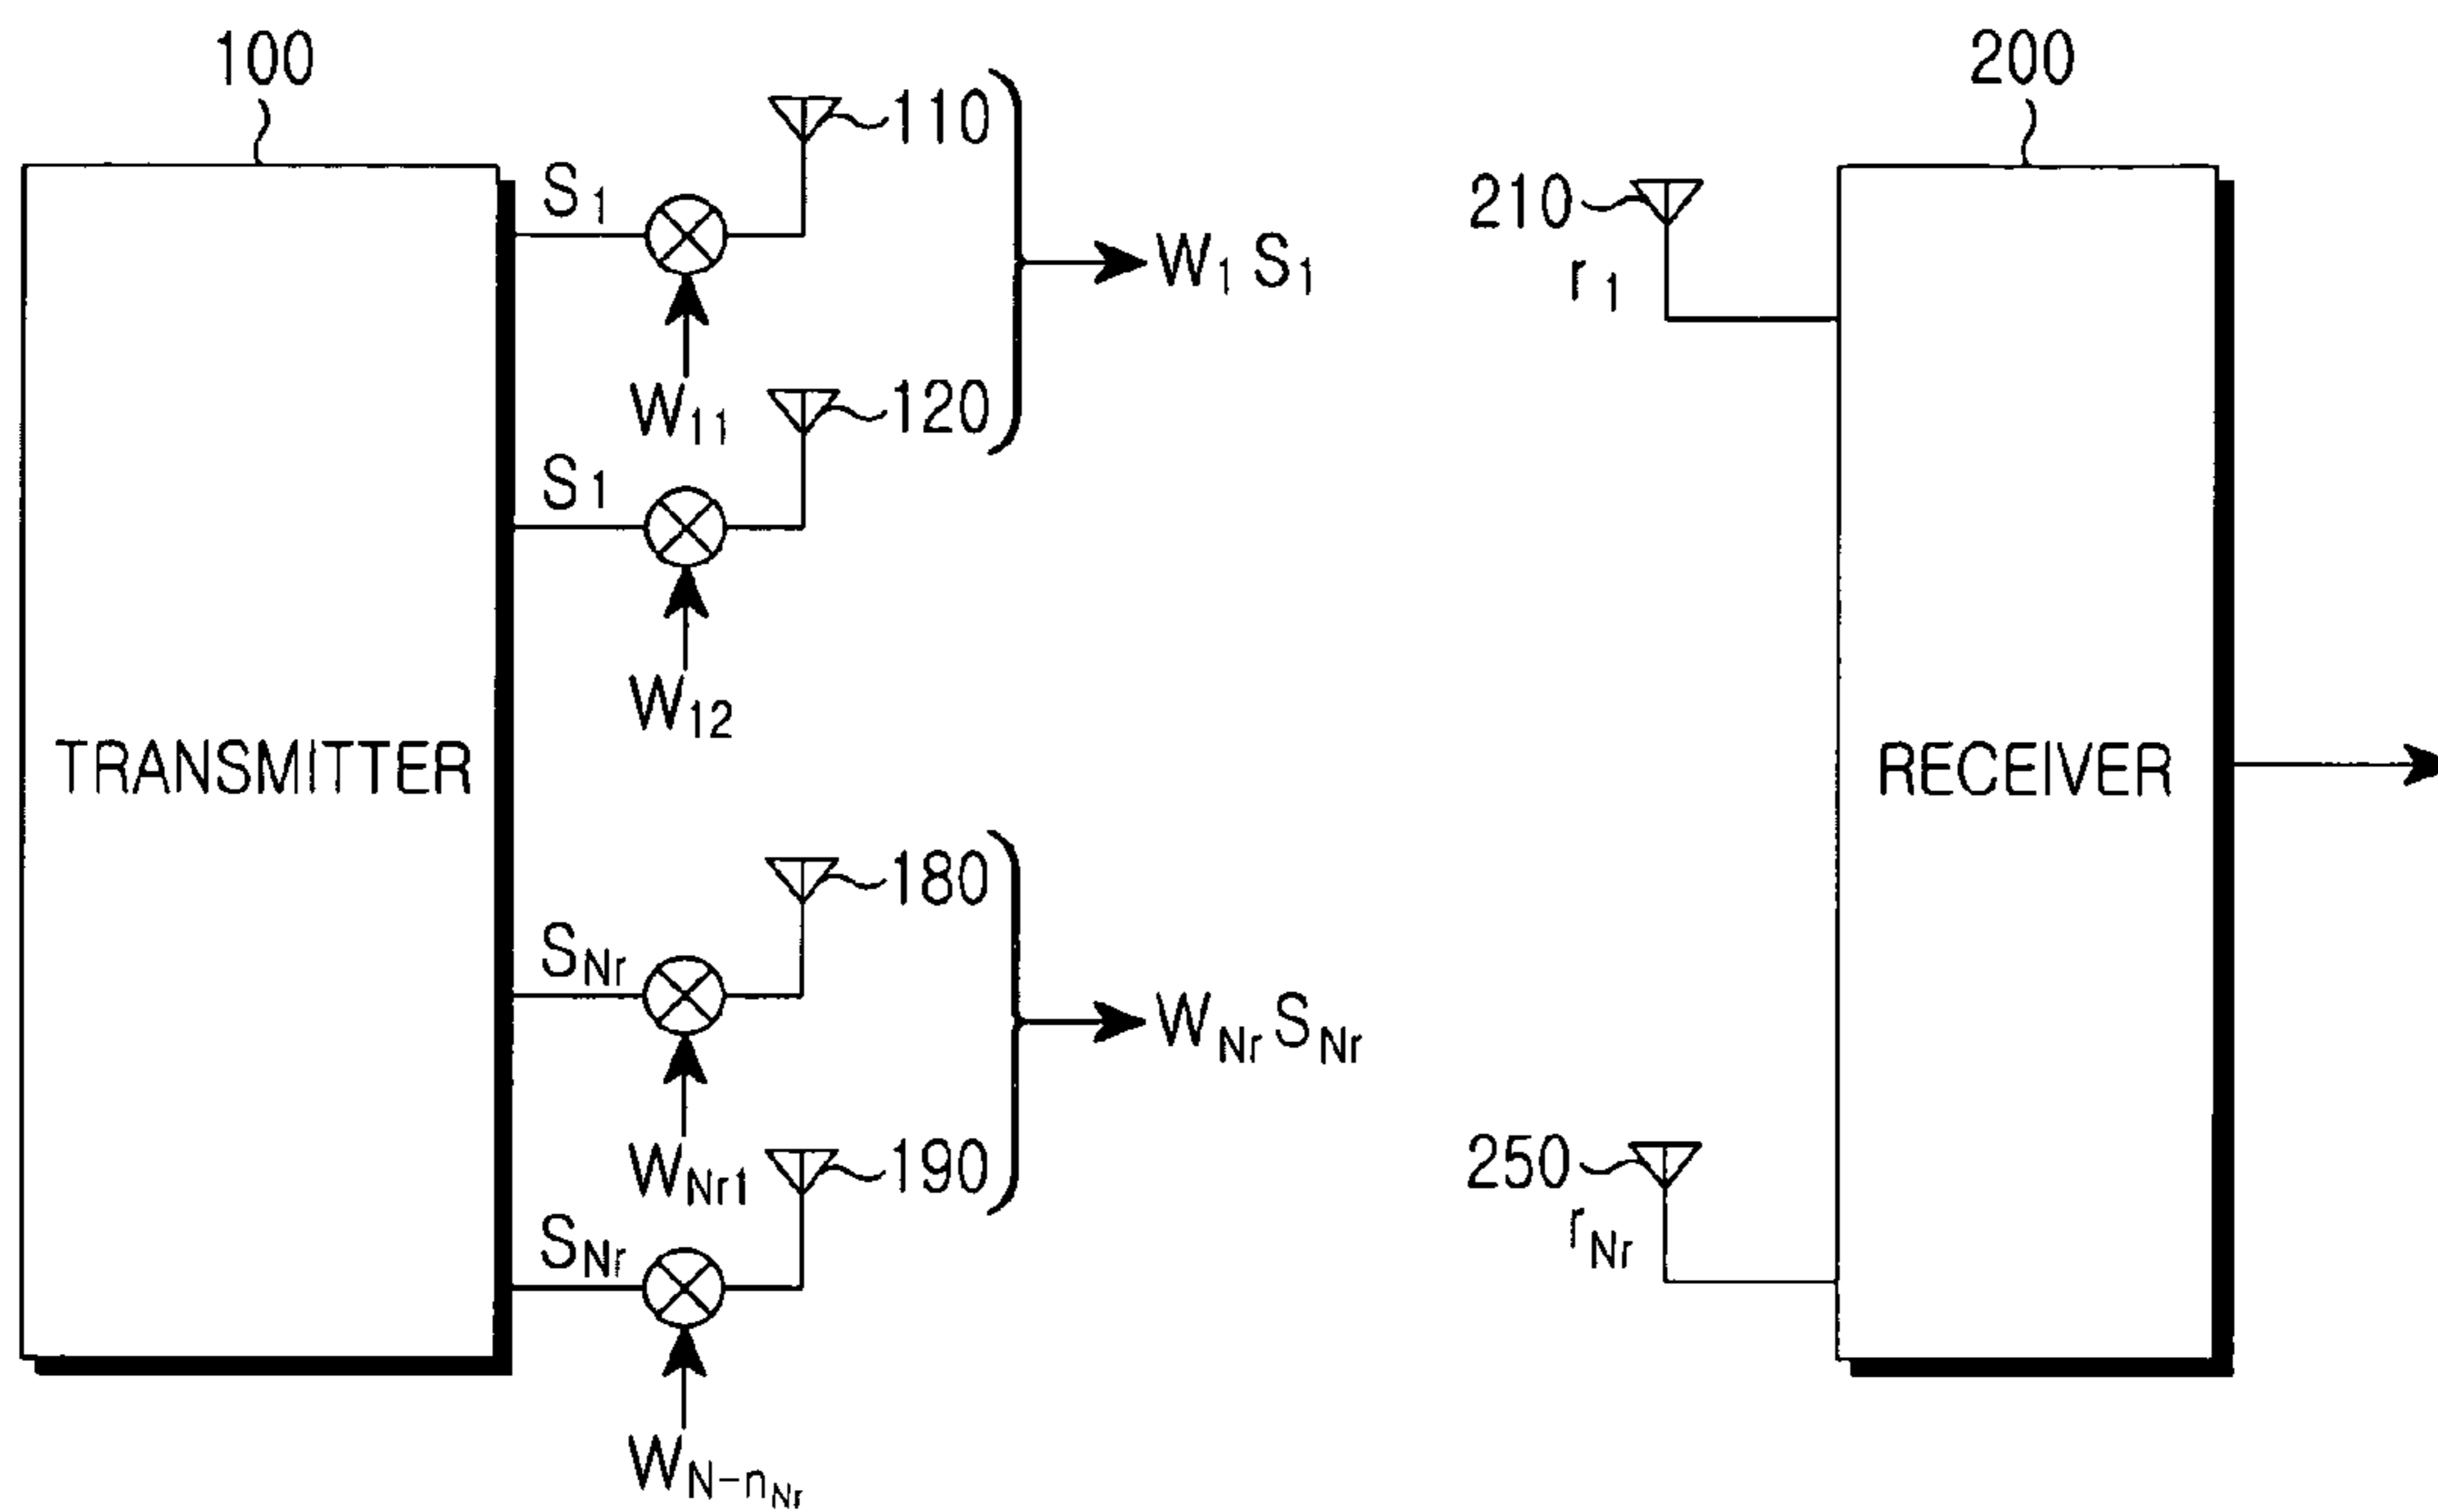 100
200
110
S1
210
W1 S1
r1
W11
120
S1
W12
TRANSMITTER
RECEIVER
180
SNr
WNr SNr
WNr1
190
250
SNr
rNr
WN-nNr